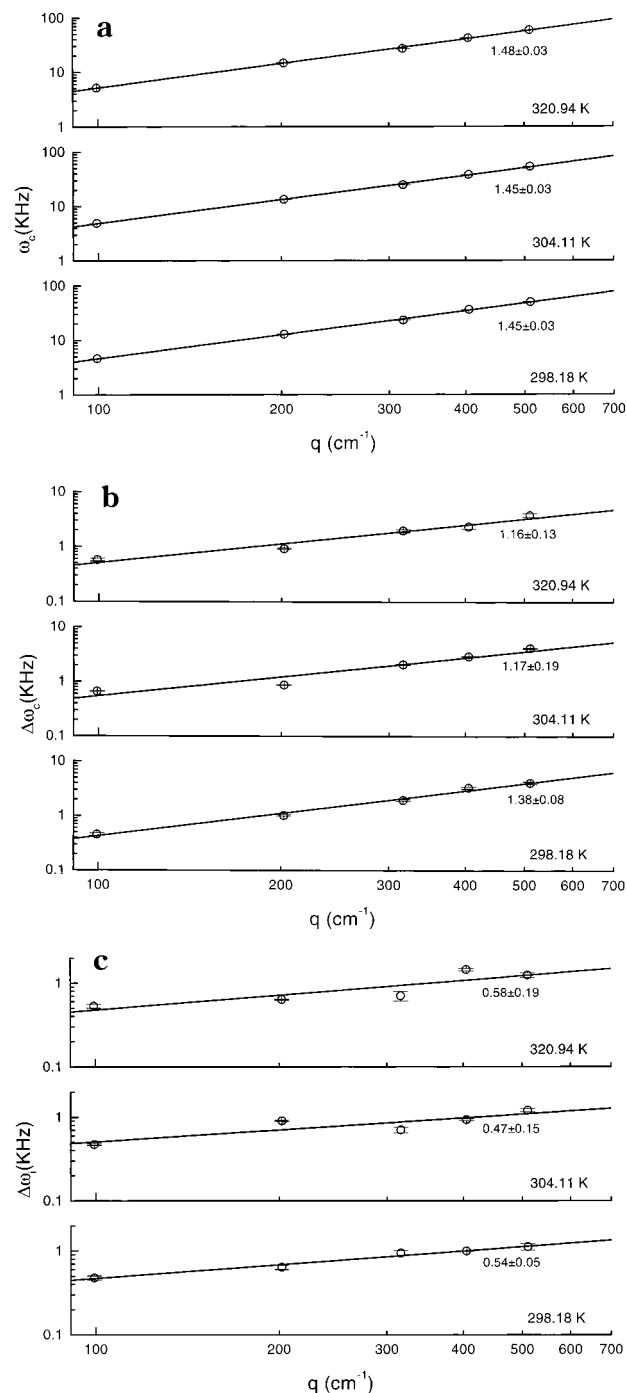 a
100
10
1
1.48±0.03
320.94 K
ω_c(KHz)
100
10
1
1.45±0.03
304.11 K
100
10
1
1.45±0.03
298.18 K
100 200 300 400 500 600 700
q (cm⁻¹)
b
10
1
0.1
1.16±0.13
320.94 K
Δω_c(KHz)
10
1
0.1
1.17±0.19
304.11 K
10
1
0.1
1.38±0.08
298.18 K
100 200 300 400 500 600 700
q (cm⁻¹)
c
1
0.1
0.58±0.19
320.94 K
Δω_i(KHz)
1
0.1
0.47±0.15
304.11 K
1
0.1
0.54±0.05
298.18 K
100 200 300 400 500 600 700
q (cm⁻¹)